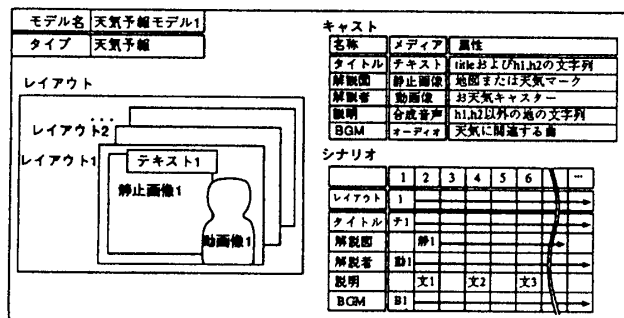 モデル名 天気予報モデル1
タイプ 天気予報
レイアウト
レイアウト2 ...
レイアウト1
テキスト1
静止画像1
動画像1
キャスト
名称 メディア 属性
タイトル テキスト titleおよびh1,h2の文字列
解説図 静止画像 地図または天気マーク
解説者 動画像 お天気キャスター
説明 合成音声 h1,h2以外の地の文字列
BGM オーディオ 天気に関連する曲
シナリオ
1 2 3 4 5 6 ...
レイアウト 1
タイトル テ1
解説図 静1
解説者 動1
説明 文1 文2 文3
BGM B1